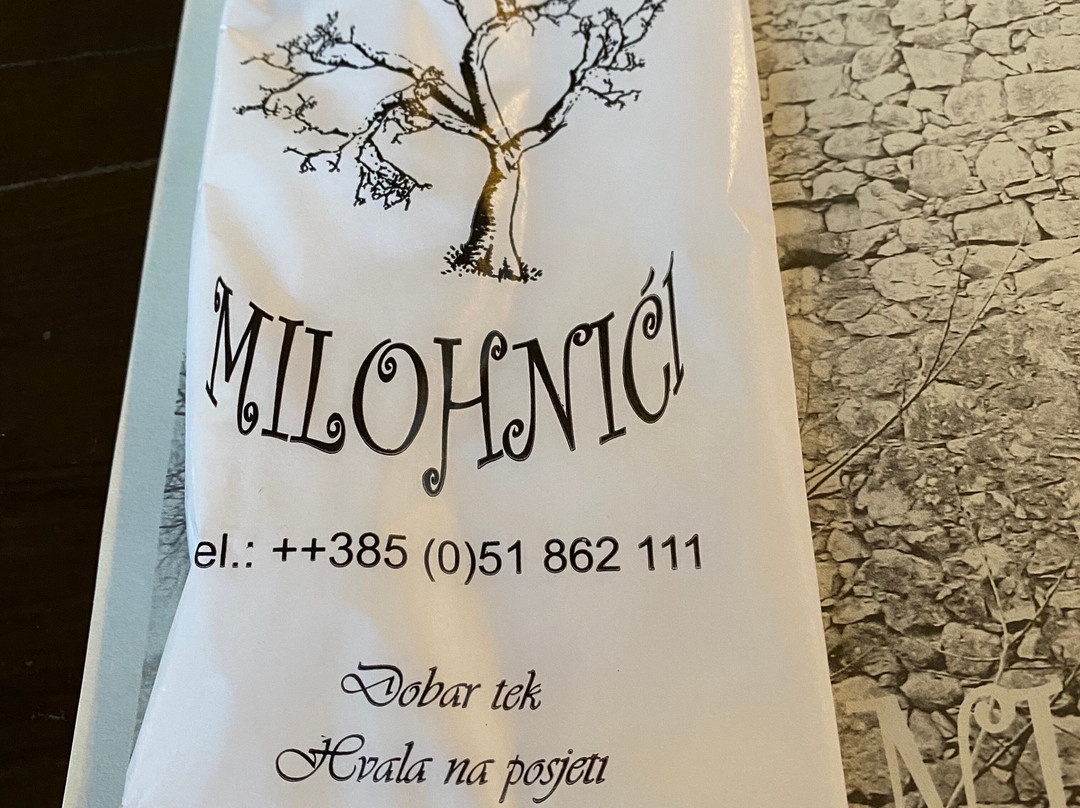 MILOHNIĆI
el.: ++385 (0)51 862 111
Dobar tek
Hvala na posjeti